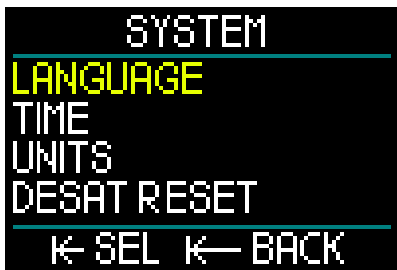 SYSTEM
LANGUAGE
TIME
UNITS
DESAT RESET
SEL BACK